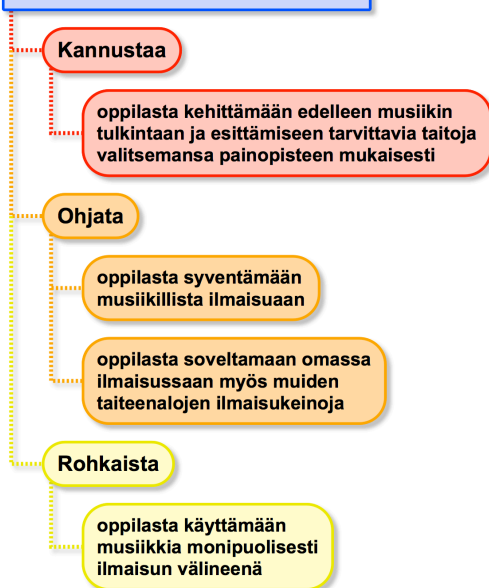 Kannustaa
oppilasta kehittämään edelleen musiikin
tulkintaan ja esittämiseen tarvittavia taitoja
valitsemansa painopisteen mukaisesti
Ohjata
oppilasta syventämään
musiikillista ilmaisuaan
oppilasta soveltamaan omassa
ilmaisussaan myös muiden
taiteenalojen ilmaisukeinoja
Rohkaista
oppilasta käyttämään
musiikkia monipuolisesti
ilmaisun välineenä